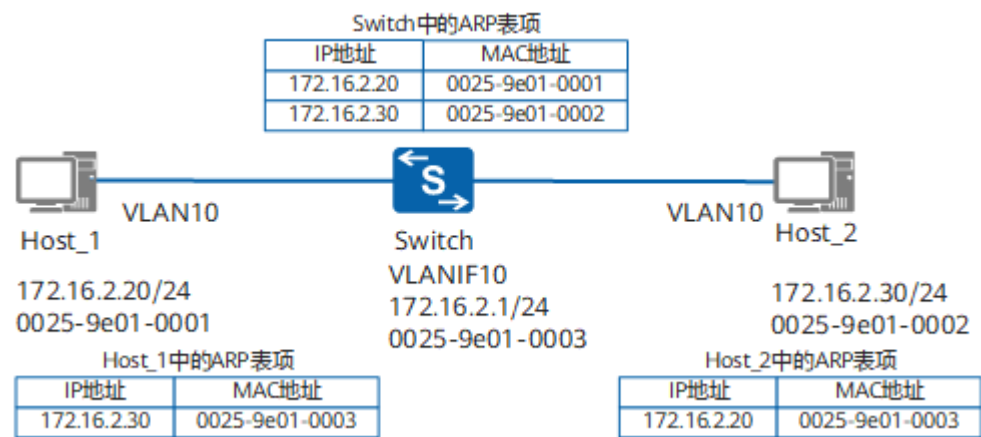 Switch中的ARP表项
IP地址 MAC地址
172.16.2.20 0025-9e01-0001
172.16.2.30 0025-9e01-0002
S
VLAN10
VLAN10
Host_1
Switch
Host_2
VLANIF10
172.16.2.20/24
172.16.2.1/24
172.16.2.30/24
0025-9e01-0001
0025-9e01-0003
0025-9e01-0002
Host_1中的ARP表项
IP地址 MAC地址
172.16.2.30 0025-9e01-0003
Host_2中的ARP表项
IP地址 MAC地址
172.16.2.20 0025-9e01-0003